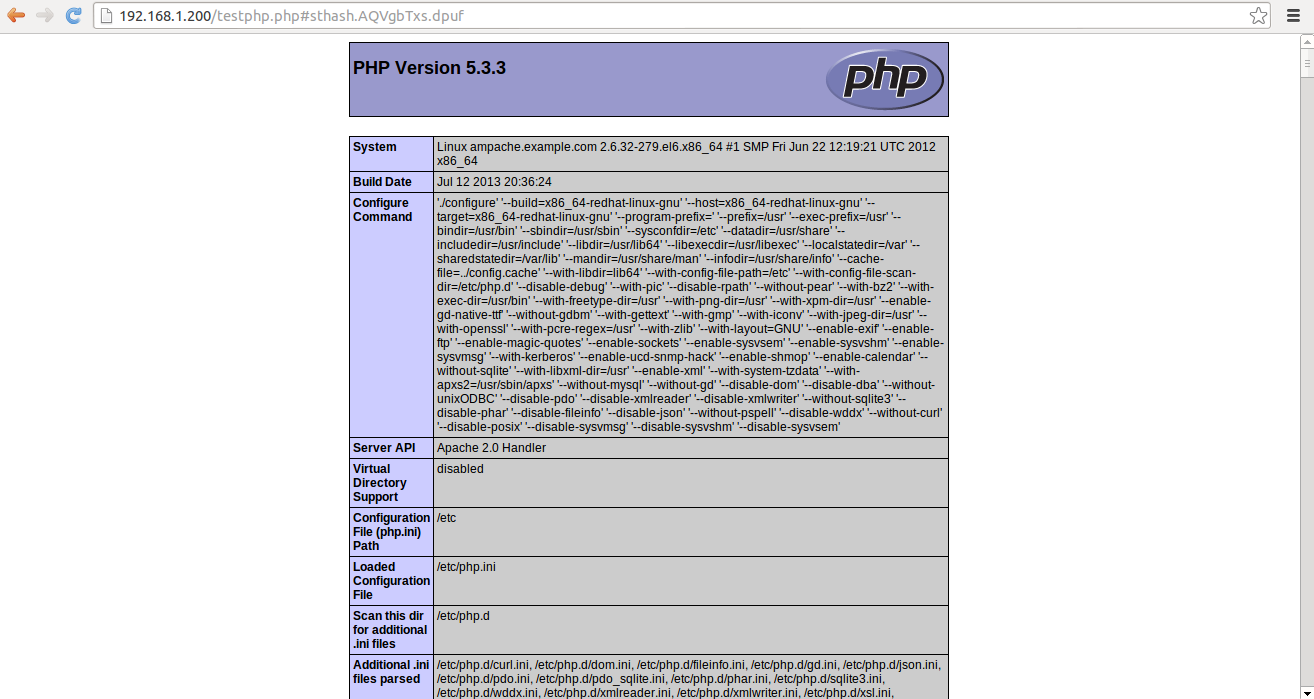 192.168.1.200/testphp.php#sthash.AQVgbTxs.dpuf
PHP Version 5.3.3
php
System
Linux ampache.example.com 2.6.32-279.el6.x86_64 #1 SMP Fri Jun 22 12:19:21 UTC 2012
x86_64
Build Date
Jul 12 2013 20:36:24
Configure
Command
'./configure' '--build=x86_64-redhat-linux-gnu' '--host=x86_64-redhat-linux-gnu' '--
target=x86_64-redhat-linux-gnu' '--program-prefix=' '--prefix=/usr' '--exec-prefix=/usr' '--
bindir=/usr/bin' '--sbindir=/usr/sbin' '--sysconfdir=/etc' '--datadir=/usr/share' '--
includedir=/usr/include' '--libdir=/usr/lib64' '--libexecdir=/usr/libexec' '--localstatedir=/var' '--
sharedstatedir=/var/lib' '--mandir=/usr/share/man' '--infodir=/usr/share/info' '--cache-
file=../config.cache' '--with-libdir=lib64' '--with-config-file-path=/etc' '--with-config-file-scan-
dir=/etc/php.d' '--disable-debug' '--with-pic' '--disable-rpath' '--without-pear' '--with-bz2' '--with-
exec-dir=/usr/bin' '--with-freetype-dir=/usr' '--with-png-dir=/usr' '--with-xpm-dir=/usr' '--enable-
gd-native-ttf' '--without-gdbm' '--with-gettext' '--with-gmp' '--with-iconv' '--with-jpeg-dir=/usr' '--
with-openssl' '--with-pcre-regex=/usr' '--with-zlib' '--with-layout=GNU' '--enable-exif' '--enable-
ftp' '--enable-magic-quotes' '--enable-sockets' '--enable-sysvsem' '--enable-sysvshm' '--enable-
sysvmsg' '--with-kerberos' '--enable-ucd-snmp-hack' '--enable-shmop' '--enable-calendar' '--
without-sqlite' '--with-libxml-dir=/usr' '--enable-xml' '--with-system-tzdata' '--with-
apxs2=/usr/sbin/apxs' '--without-mysql' '--without-gd' '--disable-dom' '--disable-dba' '--without-
unixODBC' '--disable-pdo' '--disable-xmlreader' '--disable-xmlwriter' '--without-sqlite3' '--
disable-phar' '--disable-fileinfo' '--disable-json' '--without-pspell' '--disable-wddx' '--without-curl'
'--disable-posix' '--disable-sysvmsg' '--disable-sysvshm' '--disable-sysvsem'
Server API
Apache 2.0 Handler
Virtual
Directory
Support
disabled
Configuration
File (php.ini)
Path
/etc
Loaded
Configuration
File
/etc/php.ini
Scan this dir
for additional
.ini files
/etc/php.d
Additional .ini
files parsed
/etc/php.d/curl.ini, /etc/php.d/dom.ini, /etc/php.d/fileinfo.ini, /etc/php.d/gd.ini, /etc/php.d/json.ini,
/etc/php.d/pdo.ini, /etc/php.d/pdo_sqlite.ini, /etc/php.d/phar.ini, /etc/php.d/sqlite3.ini,
/etc/php.d/wddx.ini, /etc/php.d/xmlreader.ini, /etc/php.d/xmlwriter.ini, /etc/php.d/xsl.ini,